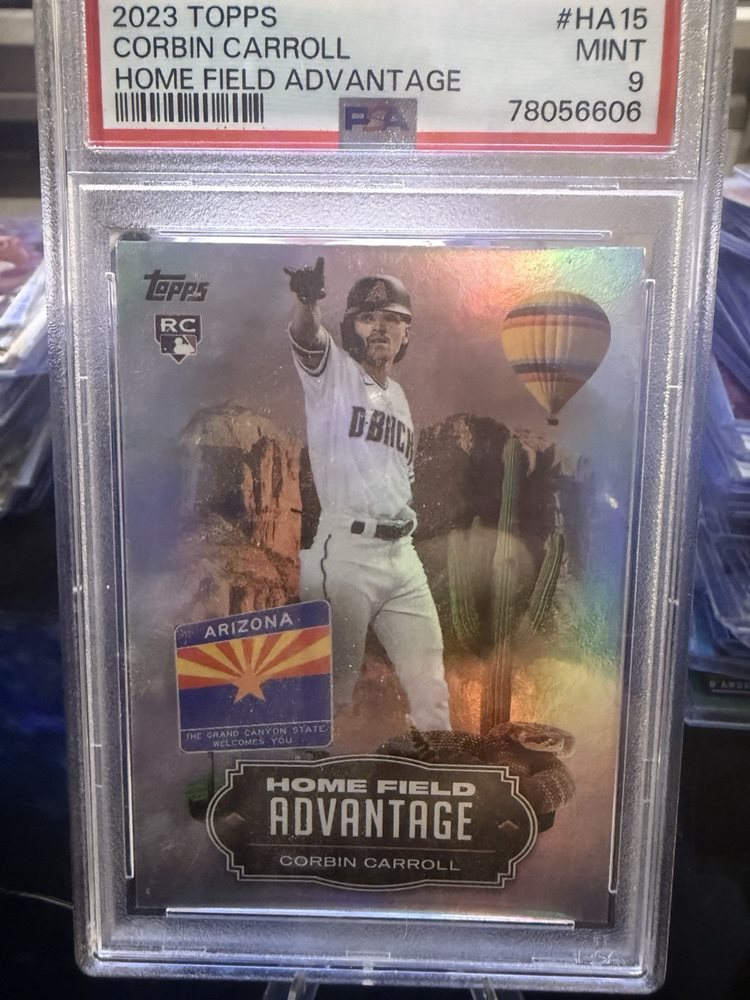 2023 TOPPS #HA15
CORBIN CARROLL MINT
HOME FIELD ADVANTAGE 9
PSA 78056606
Topps
RC
D-BACK
ARIZONA
THE GRAND CANYON STATE
WELCOMES YOU
HOME FIELD
ADVANTAGE
CORBIN CARROLL